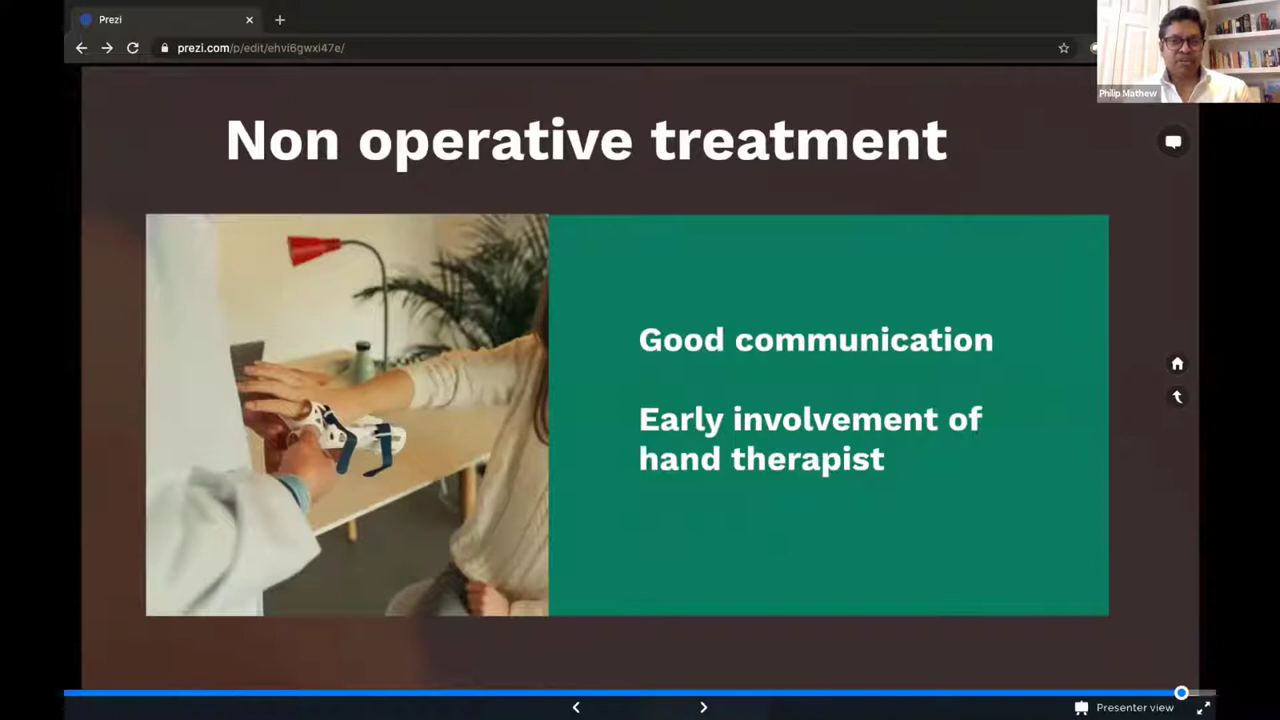 Prezi
prezi.com/p/edit/ehvi6gwxi47e/
Philip Mathew
Non operative treatment
Good communication
Early involvement of
hand therapist
Presenter view